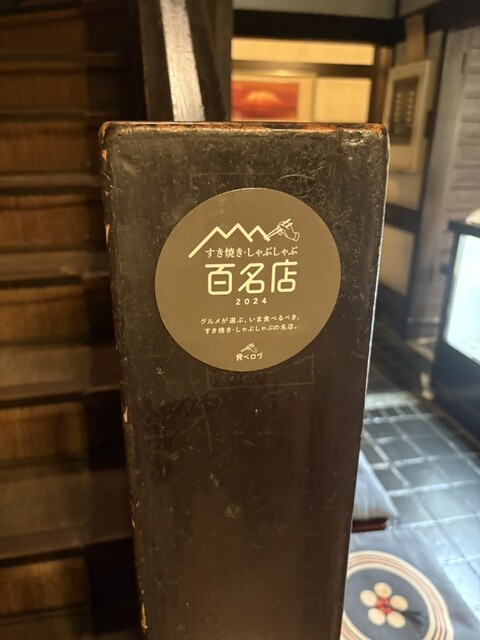 すき焼き・しゃぶしゃぶ
百名店
2024
グルメが選ぶ、いま食べるべき、
すき焼き・しゃぶしゃぶの名店。
食べログ